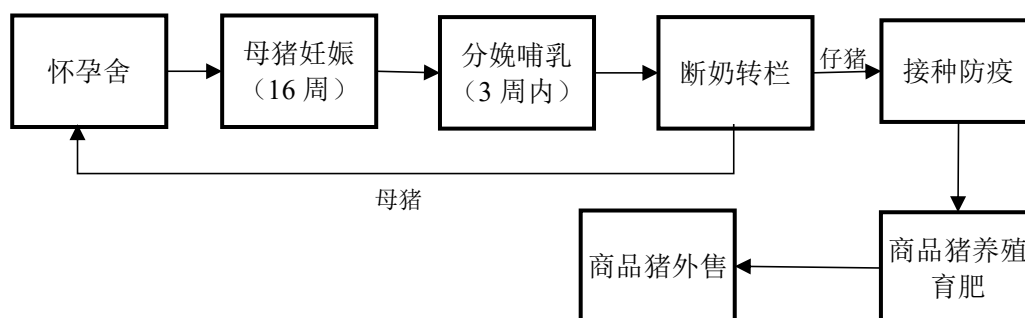 怀孕舍
母猪妊娠
（16 周）
分娩哺乳
（3 周内）
断奶转栏
仔猪
接种防疫
母猪
商品猪外售
商品猪养殖
育肥